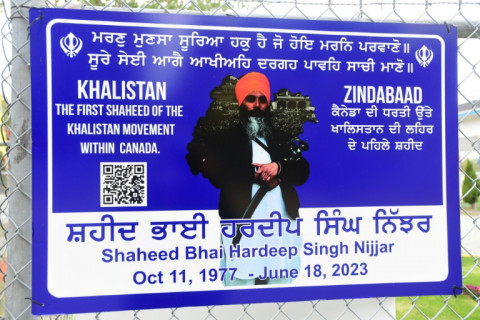 ਮਰਣੁ ਮੁਣਸਾ ਸੂਰਿਆ ਹਕੁ ਹੈ ਜੋ ਹੋਇ ਮਰਨਿ ਪਰਵਾਣੋ॥
ਸੂਰੇ ਸੇਈ ਆਗੈ ਆਖੀਅਹਿ ਦਰਗਹ ਪਾਵਹਿ ਸਾਚੀ ਮਾਣੋ॥
KHALISTAN
THE FIRST SHAHEED OF THE
KHALISTAN MOVEMENT
WITHIN CANADA.
ZINDABAAD
ਕੈਨੇਡਾ ਦੀ ਧਰਤੀ ਉੱਤੇ
ਖਾਲਿਸਤਾਨ ਦੀ ਲਹਿਰ
ਦੇ ਪਹਿਲੇ ਸ਼ਹੀਦ
ਸ਼ਹੀਦ ਭਾਈ ਹਰਦੀਪ ਸਿੰਘ ਨਿੱਝਰ
Shaheed Bhai Hardeep Singh Nijjar
Oct 11, 1977 - June 18, 2023